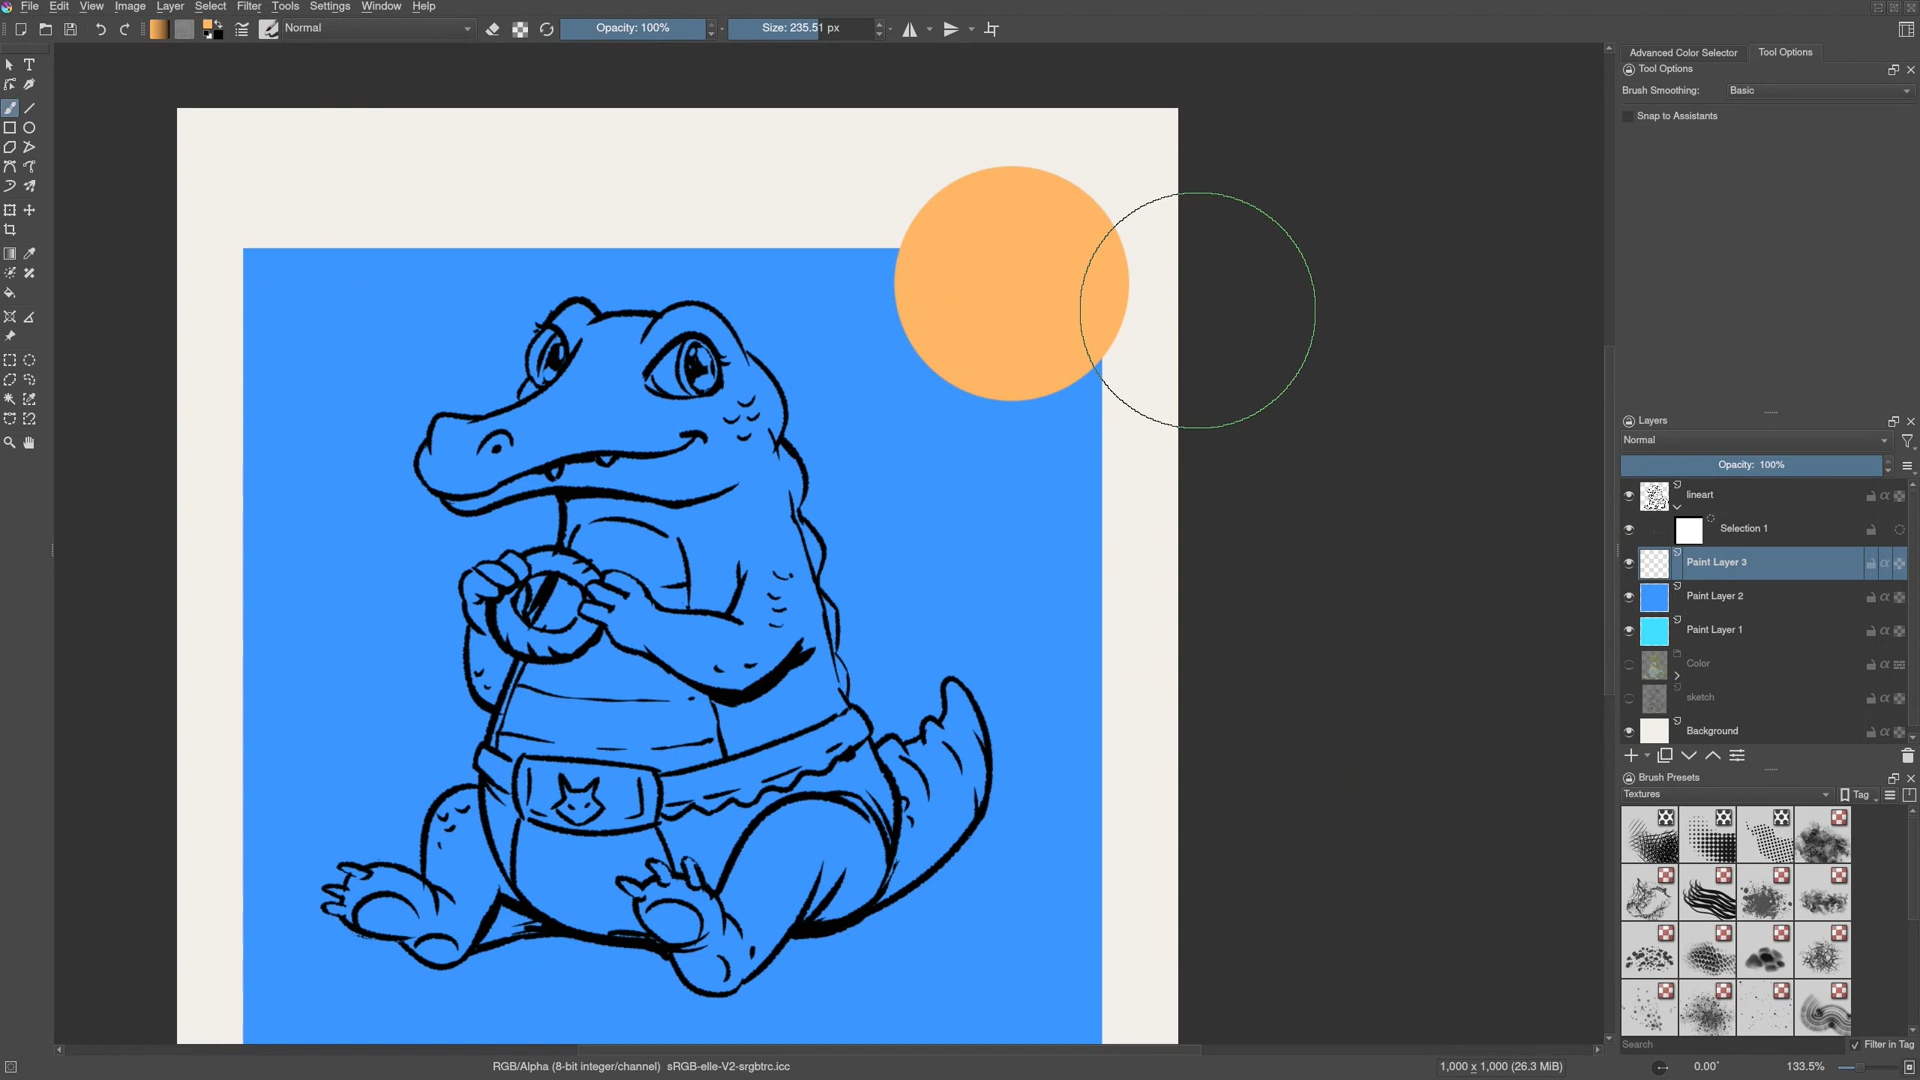 File Edit View Image Layer Select Filter Tools Settings Window Help
Normal
Opacity: 100%
Size: 235.51 px
Advanced Color Selector
Tool Options
Tool Options
Brush Smoothing:
Basic
Snap to Assistants
Layers
Normal
Opacity: 100%
lineart
Selection 1
Paint Layer 3
Paint Layer 2
Paint Layer 1
Color
sketch
Background
Brush Presets
Textures
Tag
Search
Filter in Tag
RGB/Alpha (8-bit integer/channel) sRGB-elle-V2-srgbtrc.icc
1,000 x 1,000 (26.3 MiB)
0.00°
133.5%